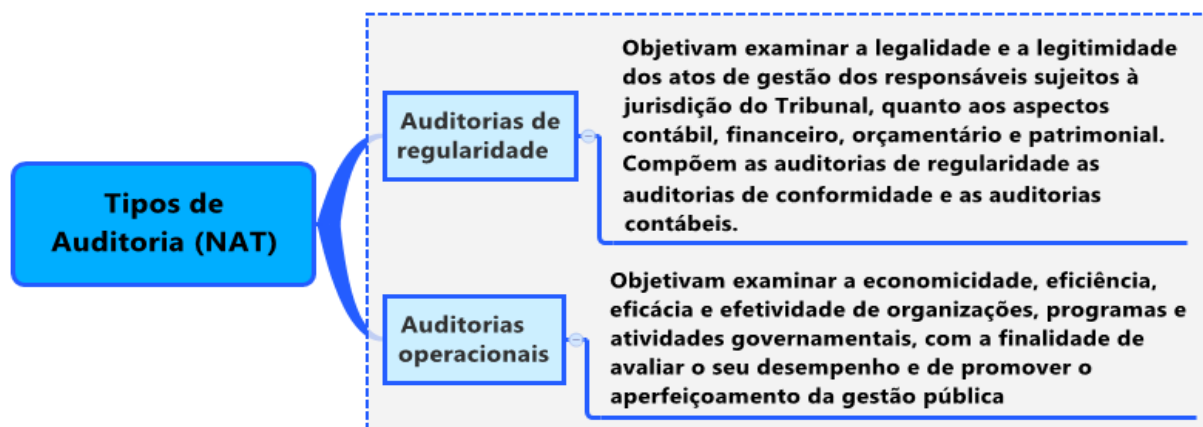 Tipos de
Auditoria (NAT)
Auditorias de
regularidade
Objetivam examinar a legalidade e a legitimidade
dos atos de gestão dos responsáveis sujeitos à
jurisdição do Tribunal, quanto aos aspectos
contábil, financeiro, orçamentário e patrimonial.
Compõem as auditorias de regularidade as
auditorias de conformidade e as auditorias
contábeis.
Auditorias
operacionais
Objetivam examinar a economicidade, eficiência,
eficácia e efetividade de organizações, programas e
atividades governamentais, com a finalidade de
avaliar o seu desempenho e de promover o
aperfeiçoamento da gestão pública